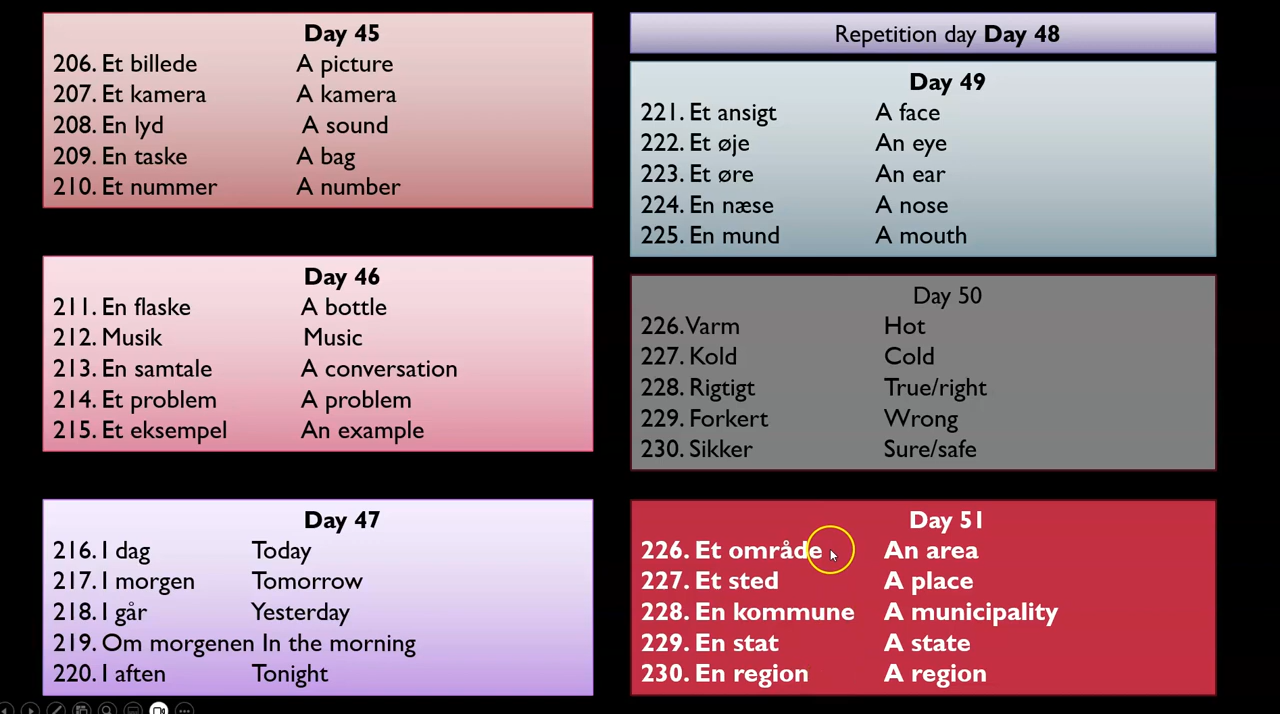 Day 45
206. Et billede A picture
207. Et kamera A kamera
208. En lyd A sound
209. En taske A bag
210. Et nummer A number
Day 46
211. En flaske A bottle
212. Musik Music
213. En samtale A conversation
214. Et problem A problem
215. Et eksempel An example
Day 47
216. I dag Today
217. I morgen Tomorrow
218. I går Yesterday
219. Om morgenen In the morning
220. I aften Tonight
Repetition day Day 48
Day 49
221. Et ansigt A face
222. Et øje An eye
223. Et øre An ear
224. En næse A nose
225. En mund A mouth
Day 50
226. Varm Hot
227. Kold Cold
228. Rigtigt True/right
229. Forkert Wrong
230. Sikker Sure/safe
Day 51
226. Et område An area
227. Et sted A place
228. En kommune A municipality
229. En stat A state
230. En region A region